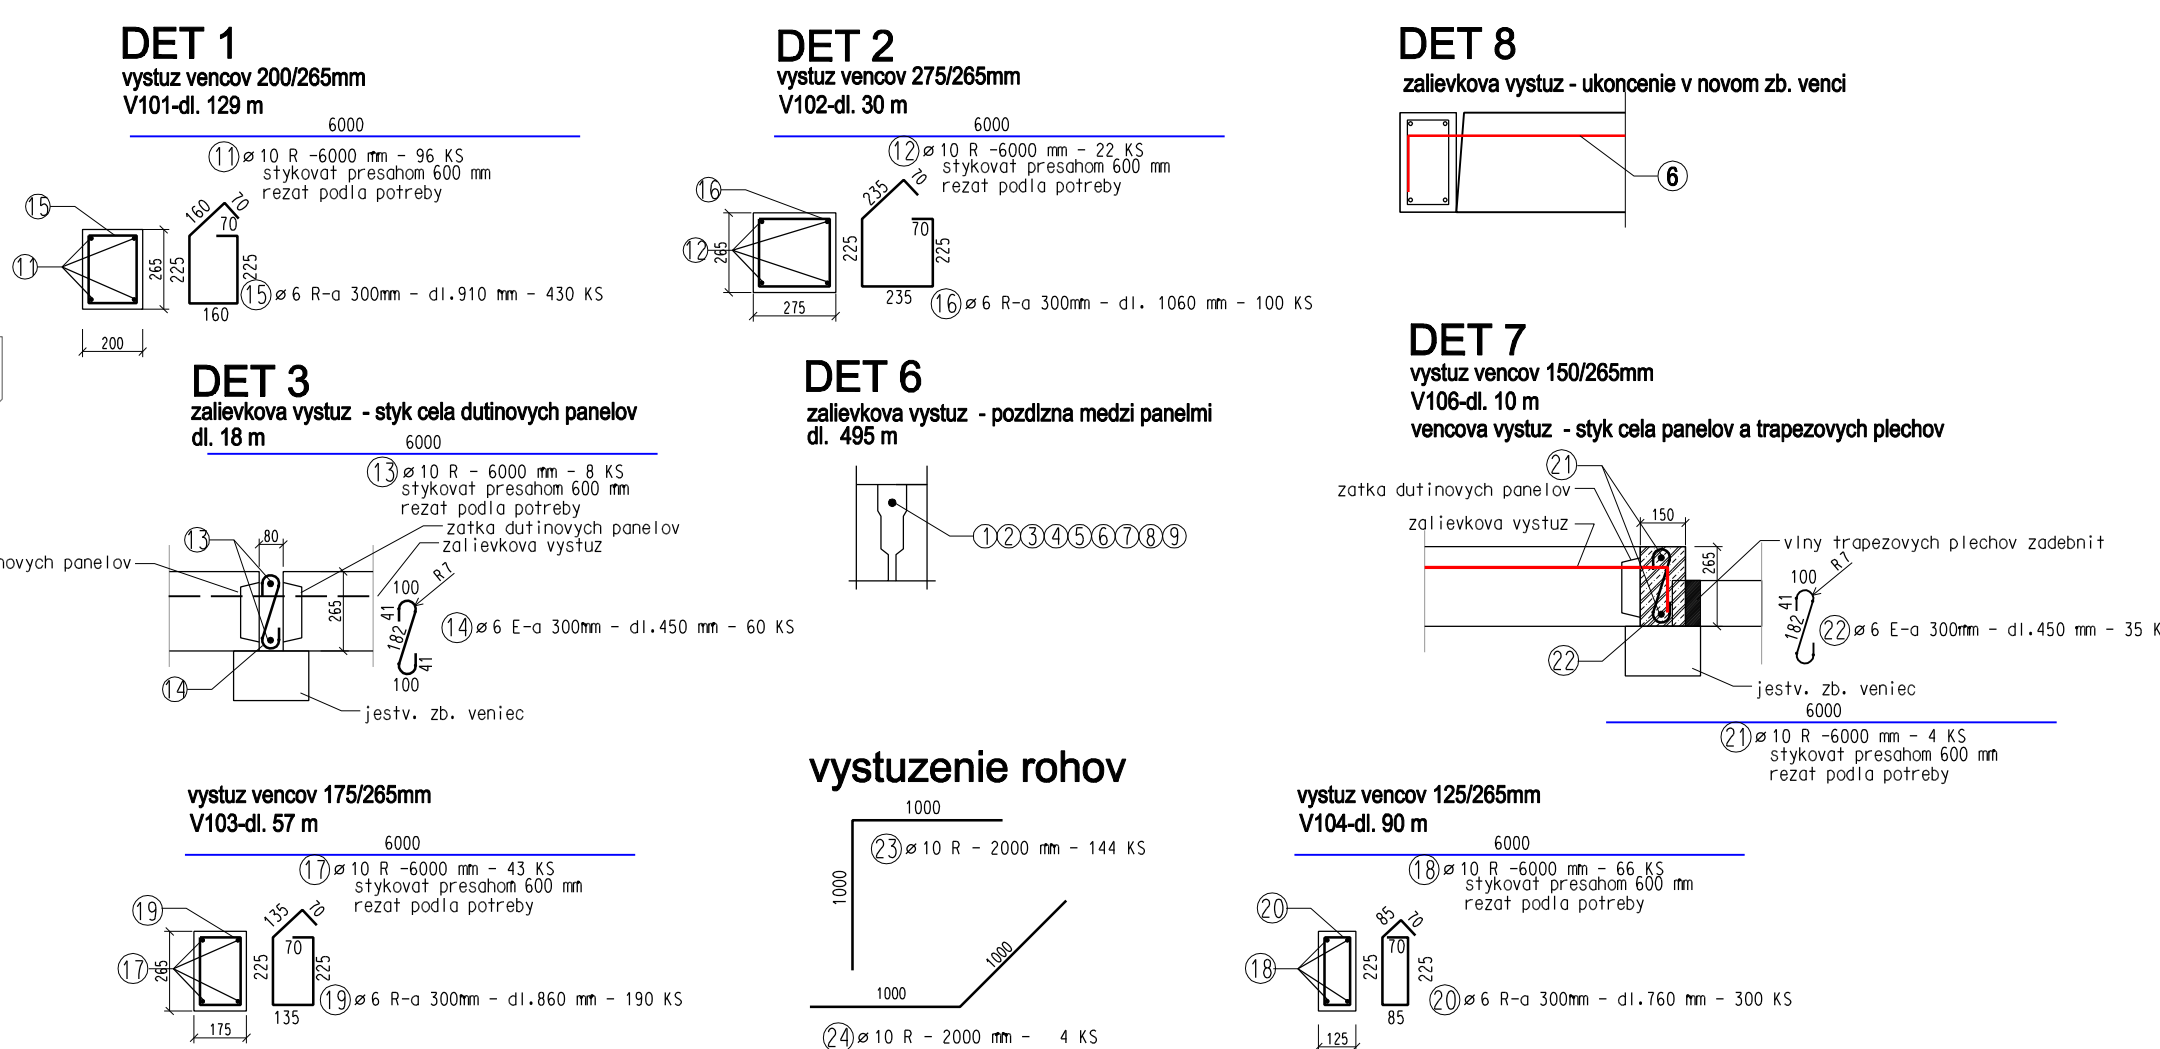 DET 1
vystuz vencov 200/265mm
V101-dl. 129 m
6000
11 ø 10 R -6000 mm - 96 KS
stykovat presahom 600 mm
rezat podla potreby
15
11
265
200
160
70
70
225
225
160
15 ø 6 R-a 300mm - dl.910 mm - 430 KS
DET 2
vystuz vencov 275/265mm
V102-dl. 30 m
6000
12 ø 10 R -6000 mm - 22 KS
stykovat presahom 600 mm
rezat podla potreby
16
12
265
275
235
70
70
225
225
235
16 ø 6 R-a 300mm - dl. 1060 mm - 100 KS
DET 8
zalievkova vystuz - ukoncenie v novom zb. venci
6
DET 3
zalievkova vystuz - styk cela dutinovych panelov
dl. 18 m
6000
13 ø 10 R - 6000 mm - 8 KS
stykovat presahom 600 mm
rezat podla potreby
zatka dutinovych panelov
zalievkova vystuz
13
80
panelov
265
100
R7
41
182
41
100
14 ø 6 E-a 300mm - dl.450 mm - 60 KS
14
jestv. zb. veniec
DET 6
zalievkova vystuz - pozdlzna medzi panelmi
dl. 495 m
1 2 3 4 5 6 7 8 9
DET 7
vystuz vencov 150/265mm
V106-dl. 10 m
vencova vystuz - styk cela panelov a trapezovych plechov
21
zatka dutinovych panelov
zalievkova vystuz
150
265
vlny trapezovych plechov zadebnit
100
R7
41
182
22 ø 6 E-a 300mm - dl.450 mm - 35 K
22
jestv. zb. veniec
6000
21 ø 10 R -6000 mm - 4 KS
stykovat presahom 600 mm
rezat podla potreby
vystuz vencov 175/265mm
V103-dl. 57 m
6000
17 ø 10 R -6000 mm - 43 KS
stykovat presahom 600 mm
rezat podla potreby
19
17
265
175
135
70
70
225
225
135
19 ø 6 R-a 300mm - dl.860 mm - 190 KS
vystuzenie rohov
1000
23 ø 10 R - 2000 mm - 144 KS
1000
1000
1000
24 ø 10 R - 2000 mm - 4 KS
vystuz vencov 125/265mm
V104-dl. 90 m
6000
18 ø 10 R -6000 mm - 66 KS
stykovat presahom 600 mm
rezat podla potreby
20
18
125
85
70
70
225
225
85
20 ø 6 R-a 300mm - dl.760 mm - 300 KS